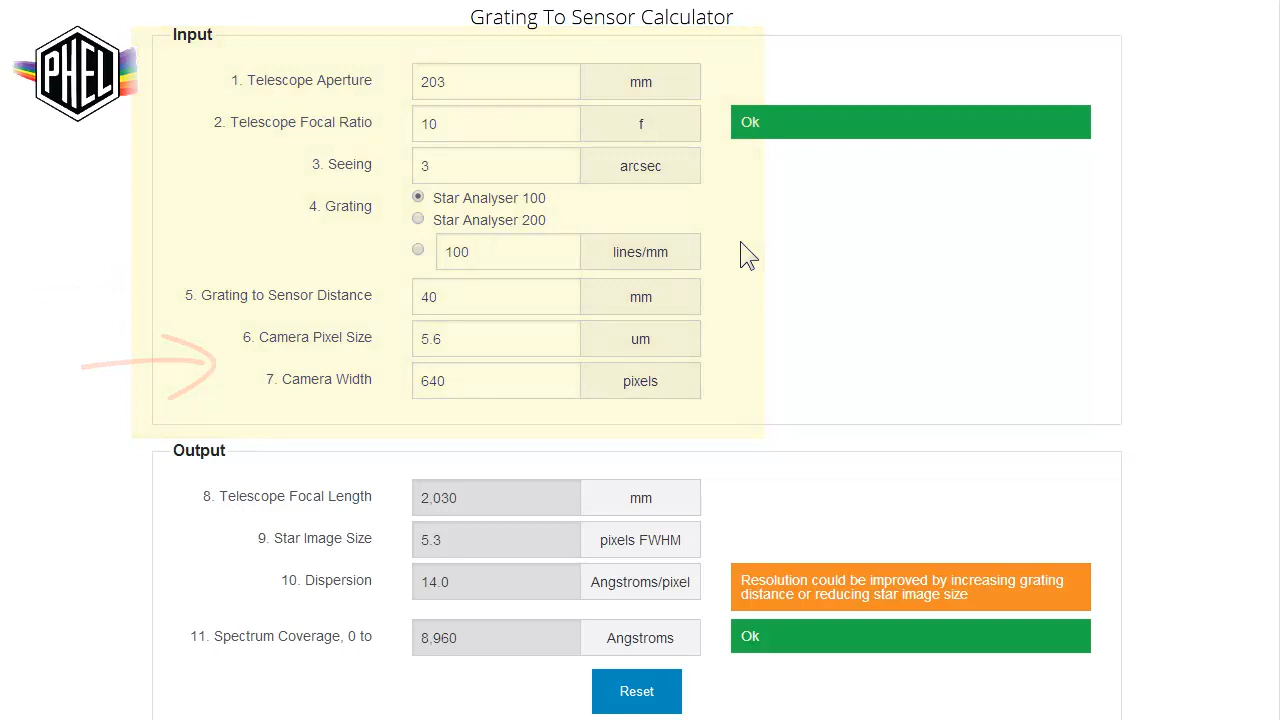 Grating To Sensor Calculator
PHEL
Input
1. Telescope Aperture 203 mm
2. Telescope Focal Ratio 10 f Ok
3. Seeing 3 arcsec
4. Grating
Star Analyser 100
Star Analyser 200
100 lines/mm
5. Grating to Sensor Distance 40 mm
6. Camera Pixel Size 5.6 um
7. Camera Width 640 pixels
Output
8. Telescope Focal Length 2,030 mm
9. Star Image Size 5.3 pixels FWHM
10. Dispersion 14.0 Angstroms/pixel
Resolution could be improved by increasing grating
distance or reducing star image size
11. Spectrum Coverage, 0 to 8,960 Angstroms Ok
Reset